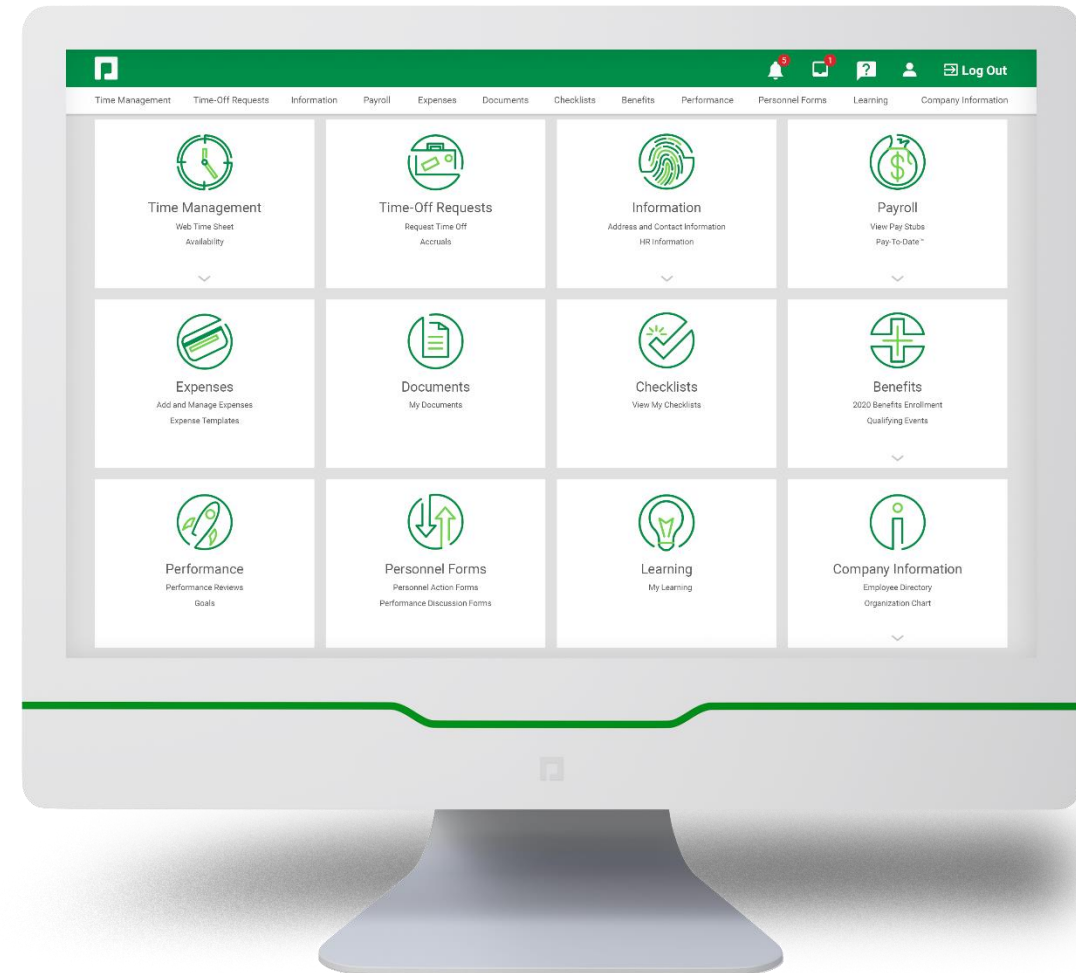 5
1
?
Log Out
Time Management Time-Off Requests Information Payroll Expenses Documents Checklists Benefits Performance Personnel Forms Learning Company Information
Time Management
Web Time Sheet
Availability
Time-Off Requests
Request Time Off
Accruals
Information
Address and Contact Information
HR Information
Payroll
View Pay Stubs
Pay-To-Date™
Expenses
Add and Manage Expenses
Expense Templates
Documents
My Documents
Checklists
View My Checklists
Benefits
2020 Benefits Enrollment
Qualifying Events
Performance
Performance Reviews
Goals
Personnel Forms
Personnel Action Forms
Performance Discussion Forms
Learning
My Learning
Company Information
Employee Directory
Organization Chart